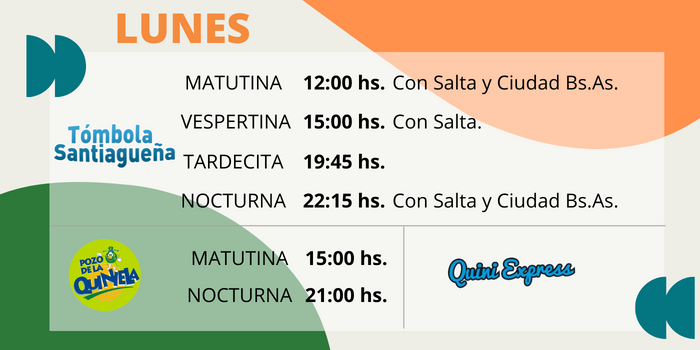 LUNES
MATUTINA 12:00 hs. Con Salta y Ciudad Bs.As.
VESPERTINA 15:00 hs. Con Salta.
Tómbola
Santiagueña
TARDECITA 19:45 hs.
NOCTURNA 22:15 hs. Con Salta y Ciudad Bs.As.
POZO
DE LA
QUINIELA
MATUTINA 15:00 hs.
NOCTURNA 21:00 hs.
Quini Express